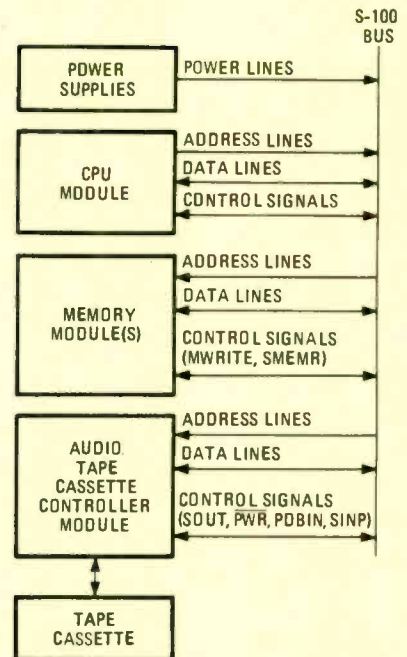 S-100
BUS
POWER
SUPPLIES
POWER LINES
CPU
MODULE
ADDRESS LINES
DATA LINES
CONTROL SIGNALS
MEMORY
MODULE(S)
ADDRESS LINES
DATA LINES
CONTROL SIGNALS
(MWRITE, SMEMR)
AUDIO
TAPE
CASSETTE
CONTROLLER
MODULE
ADDRESS LINES
DATA LINES
CONTROL SIGNALS
(SOUT, P̅W̅R̅, PDBIN, SINP)
TAPE
CASSETTE